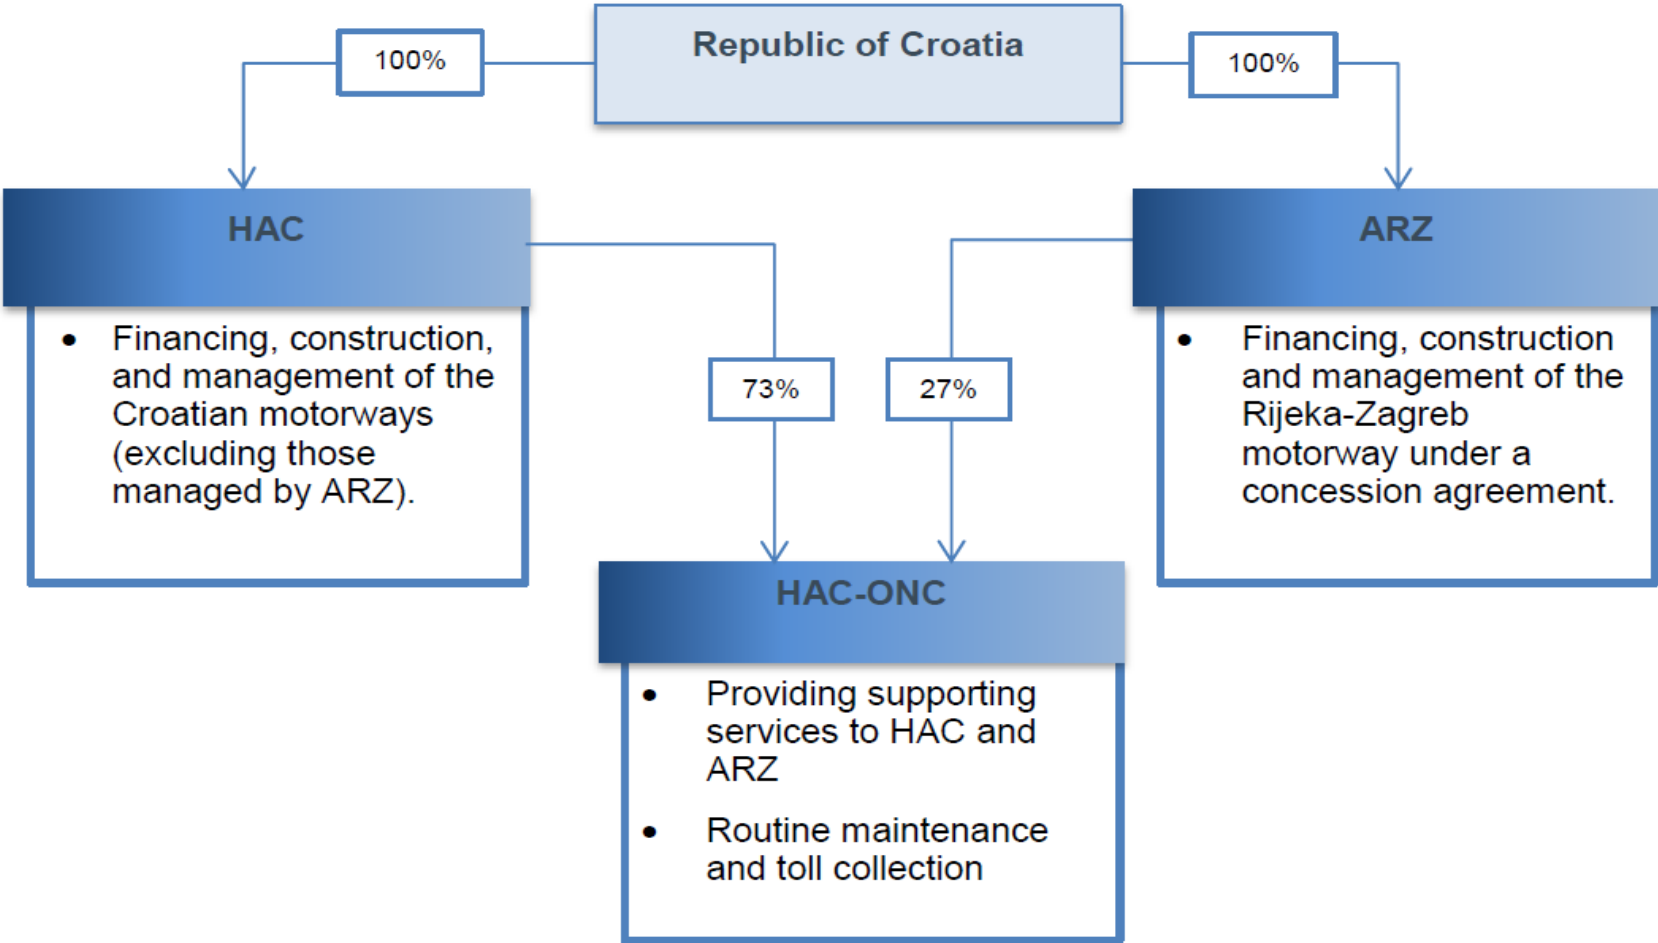 Republic of Croatia
100%
100%
HAC
• Financing, construction,
and management of the
Croatian motorways
(excluding those
managed by ARZ).
ARZ
• Financing, construction
and management of the
Rijeka-Zagreb
motorway under a
concession agreement.
73%
27%
HAC-ONC
• Providing supporting
services to HAC and
ARZ
• Routine maintenance
and toll collection